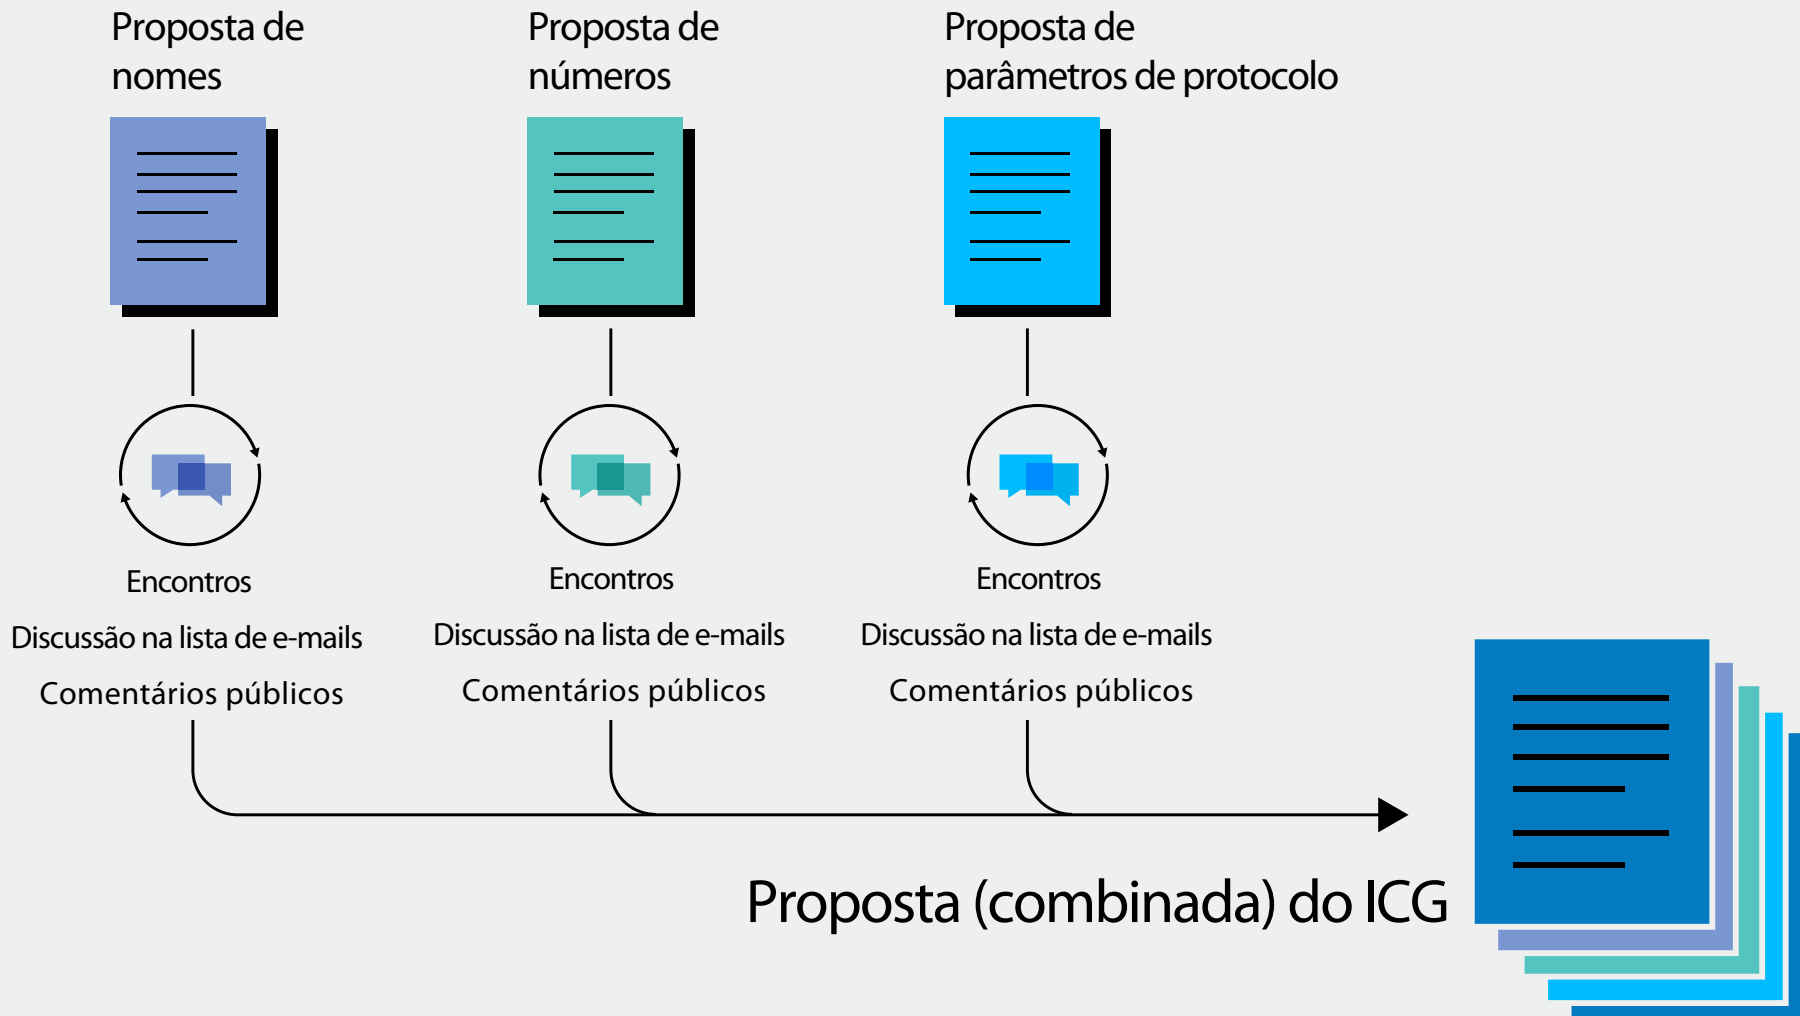 Proposta de
nomes
Proposta de
números
Proposta de
parâmetros de protocolo
Encontros
Discussão na lista de e-mails
Comentários públicos
Encontros
Discussão na lista de e-mails
Comentários públicos
Encontros
Discussão na lista de e-mails
Comentários públicos
Proposta (combinada) do ICG